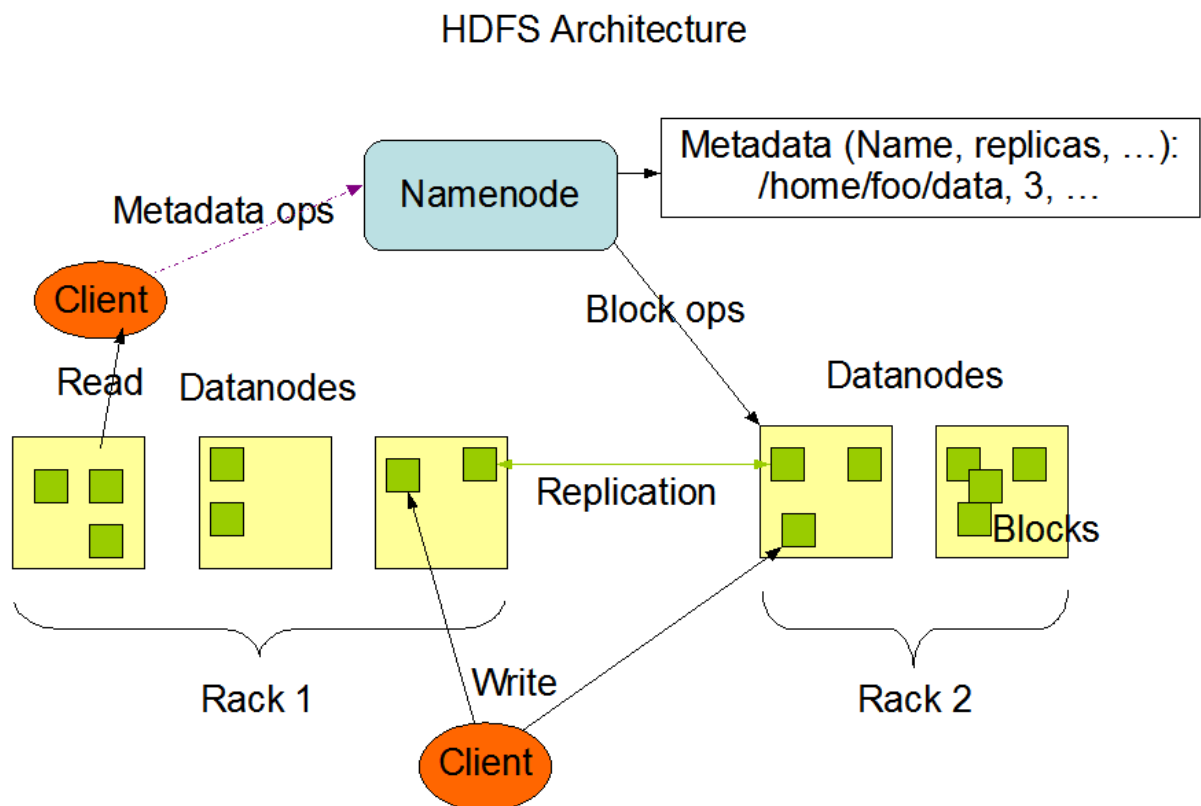 HDFS Architecture
Metadata (Name, replicas, …):
/home/foo/data, 3, …
Namenode
Metadata ops
Client
Block ops
Read
Datanodes
Datanodes
Replication
Blocks
Rack 1
Write
Rack 2
Client